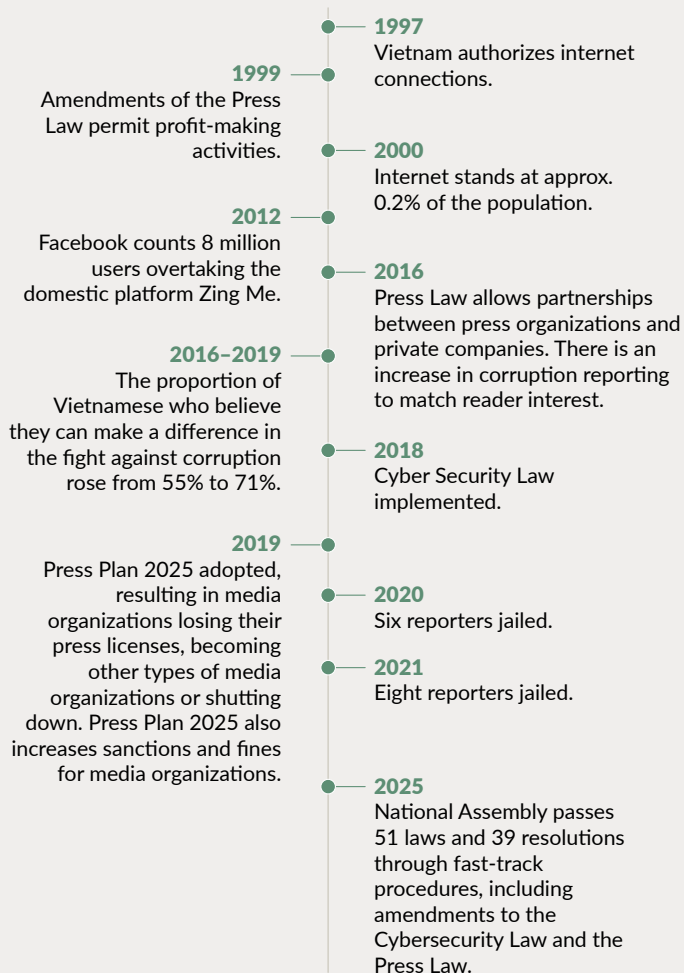 1997
Vietnam authorizes internet
connections.
1999
Amendments of the Press
Law permit profit-making
activities.
2000
Internet stands at approx.
0.2% of the population.
2012
Facebook counts 8 million
users overtaking the
domestic platform Zing Me.
2016
Press Law allows partnerships
between press organizations and
private companies. There is an
increase in corruption reporting
to match reader interest.
2016–2019
The proportion of
Vietnamese who believe
they can make a difference in
the fight against corruption
rose from 55% to 71%.
2018
Cyber Security Law
implemented.
2019
Press Plan 2025 adopted,
resulting in media
organizations losing their
press licenses, becoming
other types of media
organizations or shutting
down. Press Plan 2025 also
increases sanctions and fines
for media organizations.
2020
Six reporters jailed.
2021
Eight reporters jailed.
2025
National Assembly passes
51 laws and 39 resolutions
through fast-track
procedures, including
amendments to the
Cybersecurity Law and the
Press Law.